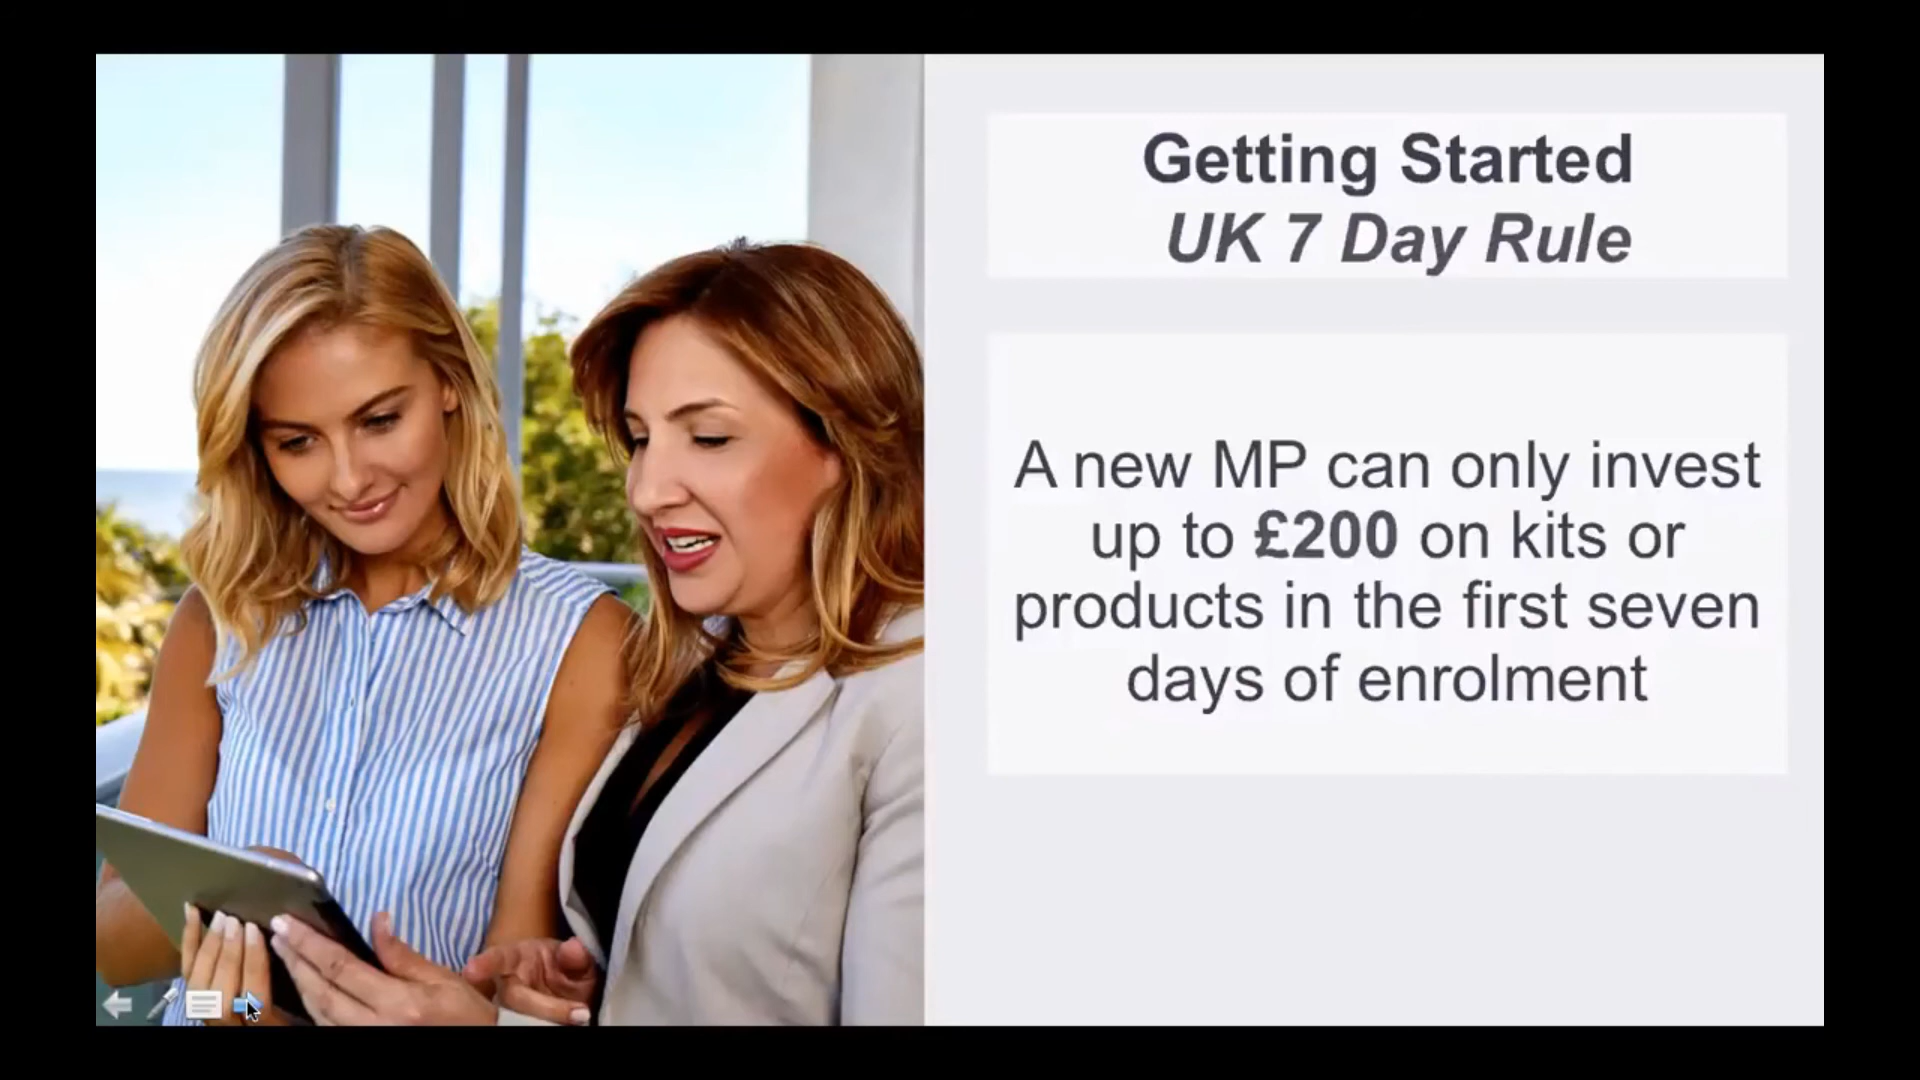 Getting Started
UK 7 Day Rule
A new MP can only invest
up to £200 on kits or
products in the first seven
days of enrolment